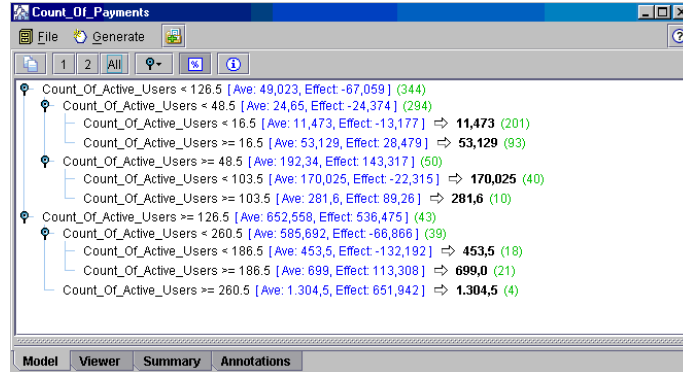 Count_Of_Payments
File Generate
1 2 All %
Count_Of_Active_Users < 126.5 [Ave: 49,023, Effect: -67,059] (344)
Count_Of_Active_Users < 48.5 [Ave: 24,65, Effect: -24,374] (294)
Count_Of_Active_Users < 16.5 [Ave: 11,473, Effect: -13,177] ⇨ 11,473 (201)
Count_Of_Active_Users >= 16.5 [Ave: 53,129, Effect: 28,479] ⇨ 53,129 (93)
Count_Of_Active_Users >= 48.5 [Ave: 192,34, Effect: 143,317] (50)
Count_Of_Active_Users < 103.5 [Ave: 170,025, Effect: -22,315] ⇨ 170,025 (40)
Count_Of_Active_Users >= 103.5 [Ave: 281,6, Effect: 89,26] ⇨ 281,6 (10)
Count_Of_Active_Users >= 126.5 [Ave: 652,558, Effect: 536,475] (43)
Count_Of_Active_Users < 260.5 [Ave: 585,692, Effect: -66,866] (39)
Count_Of_Active_Users < 186.5 [Ave: 453,5, Effect: -132,192] ⇨ 453,5 (18)
Count_Of_Active_Users >= 186.5 [Ave: 699, Effect: 113,308] ⇨ 699,0 (21)
Count_Of_Active_Users >= 260.5 [Ave: 1.304,5, Effect: 651,942] ⇨ 1.304,5 (4)
Model Viewer Summary Annotations